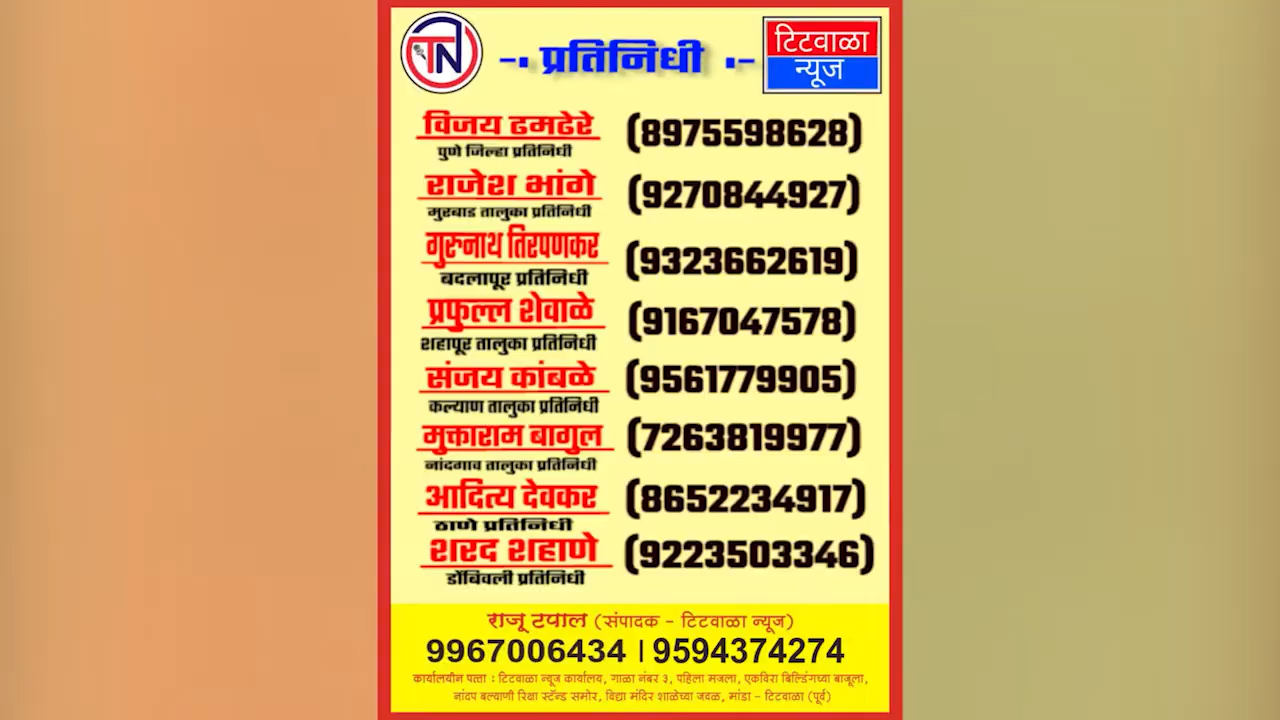 TN
-: प्रतिनिधी :-
टिटवाळा
न्यूज
विजय ढमढेरे (8975598628)
पुणे जिल्हा प्रतिनिधी
राजेश भांगे (9270844927)
मुरबाड तालुका प्रतिनिधी
गुरुनाथ तिरपणकर (9323662619)
बदलापूर प्रतिनिधी
प्रफुल्ल शेवाळे (9167047578)
शहापूर तालुका प्रतिनिधी
संजय कांबळे (9561779905)
कल्याण तालुका प्रतिनिधी
मुक्ताराम बागुल (7263819977)
नांदगाव तालुका प्रतिनिधी
आदित्य देवकर (8652234917)
ठाणे प्रतिनिधी
शरद शहाणे (9223503346)
डोंबिवली प्रतिनिधी
राजू टपाल (संपादक - टिटवाळा न्यूज)
9967006434 | 9594374274
कार्यालयीन पत्ता : टिटवाळा न्यूज कार्यालय, गाळा नंबर ३, पहिला मजला, एकविरा बिल्डिंगच्या बाजूला,
नांदप बल्याणी रिक्षा स्टॅन्ड समोर, विद्या मंदिर शाळेच्या जवळ, मांडा - टिटवाळा (पूर्व)